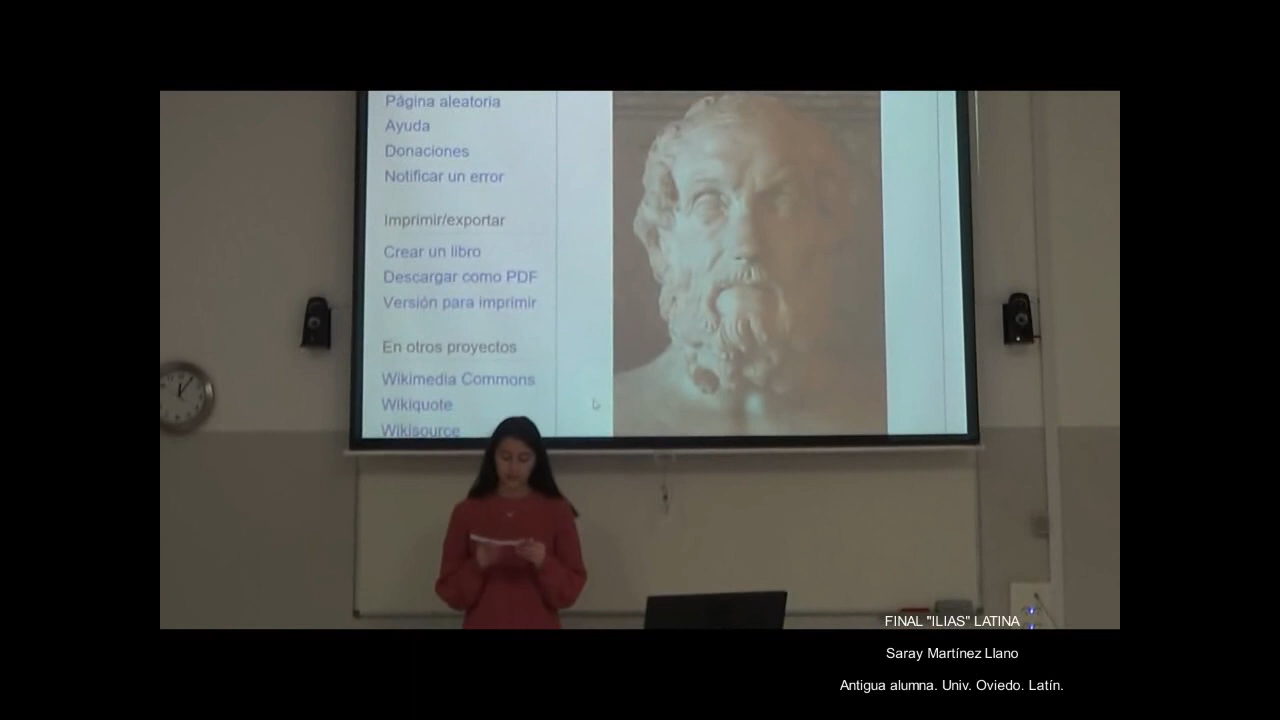 Página aleatoria
Ayuda
Donaciones
Notificar un error
Imprimir/exportar
Crear un libro
Descargar como PDF
Versión para imprimir
En otros proyectos
Wikimedia Commons
Wikiquote
Wikisource
FINAL "ILIAS" LATINA
Saray Martínez Llano
Antigua alumna. Univ. Oviedo. Latín.